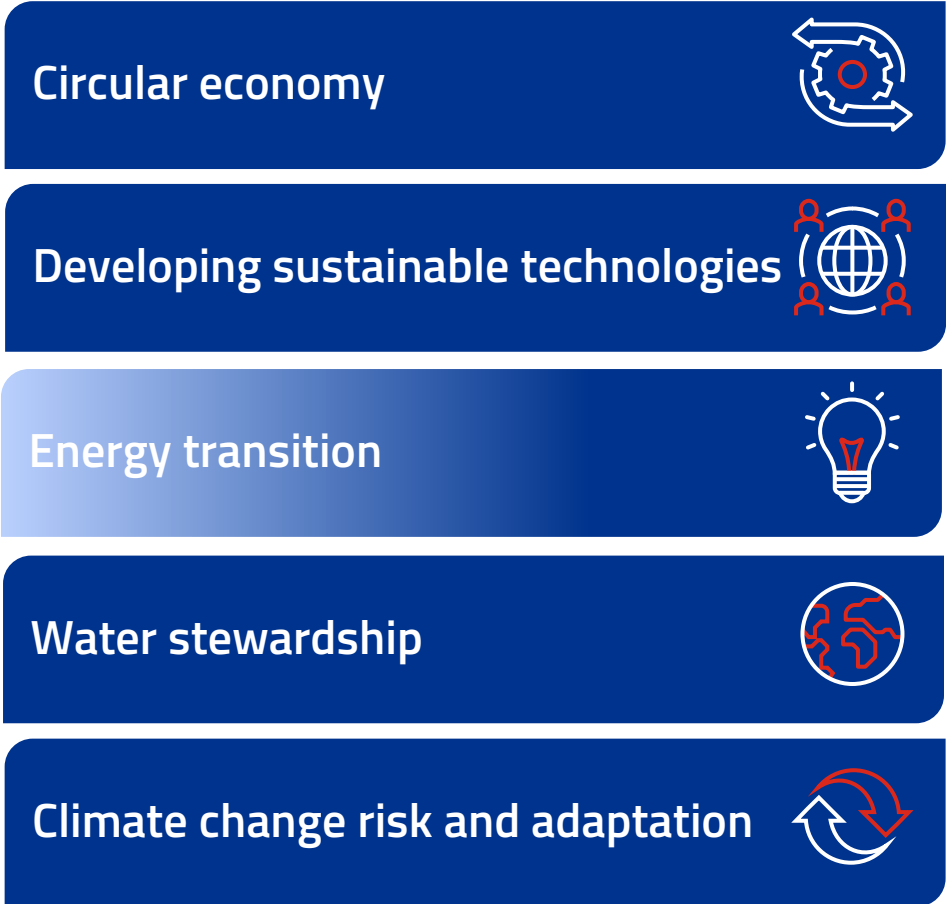 Circular economy
Developing sustainable technologies
Energy transition
Water stewardship
Climate change risk and adaptation